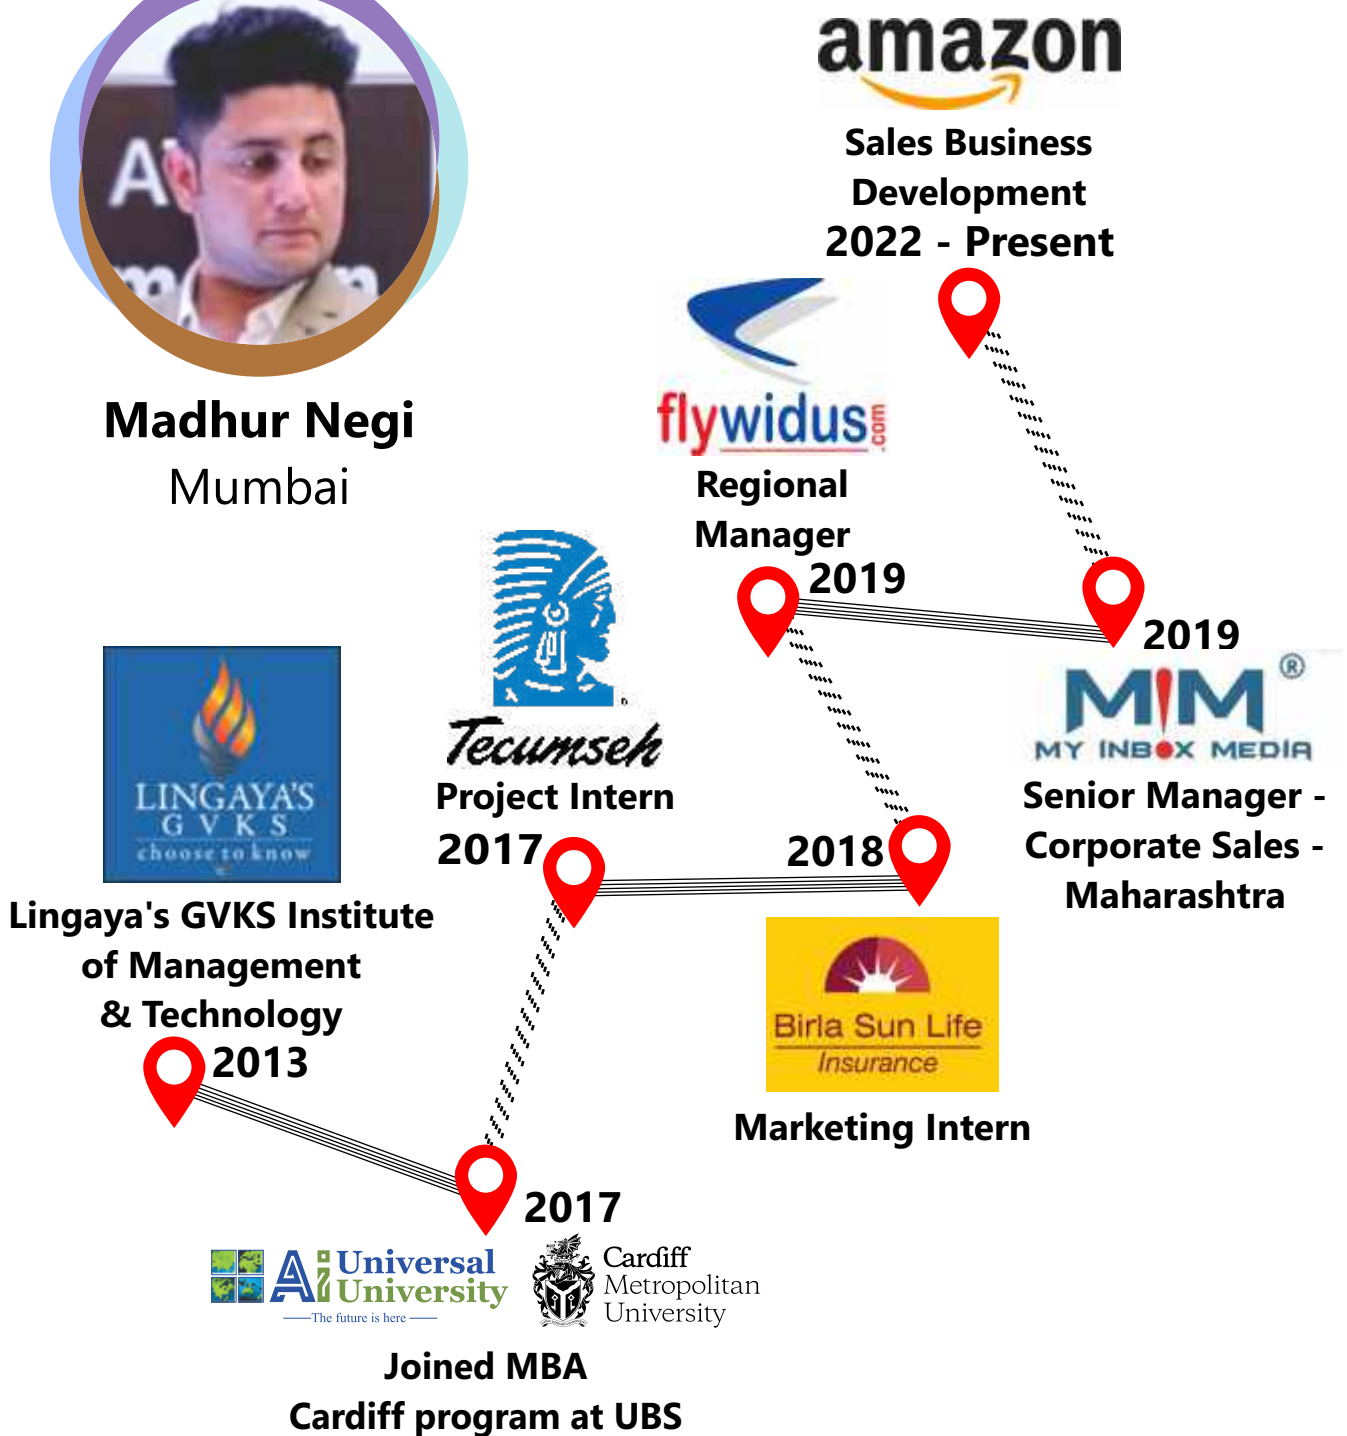 amazon
Sales Business
Development
2022 - Present
Madhur Negi
Mumbai
flywidus.com
Regional
Manager
2019
2019
MIM®
MY INBOX MEDIA
Senior Manager -
Corporate Sales -
Maharashtra
Tecumseh
Project Intern
2017
2018
Birla Sun Life
Insurance
Marketing Intern
LINGAYA'S
GVKS
choose to know
Lingaya's GVKS Institute
of Management
& Technology
2013
2017
Ai Universal
University
The future is here
Cardiff
Metropolitan
University
Joined MBA
Cardiff program at UBS